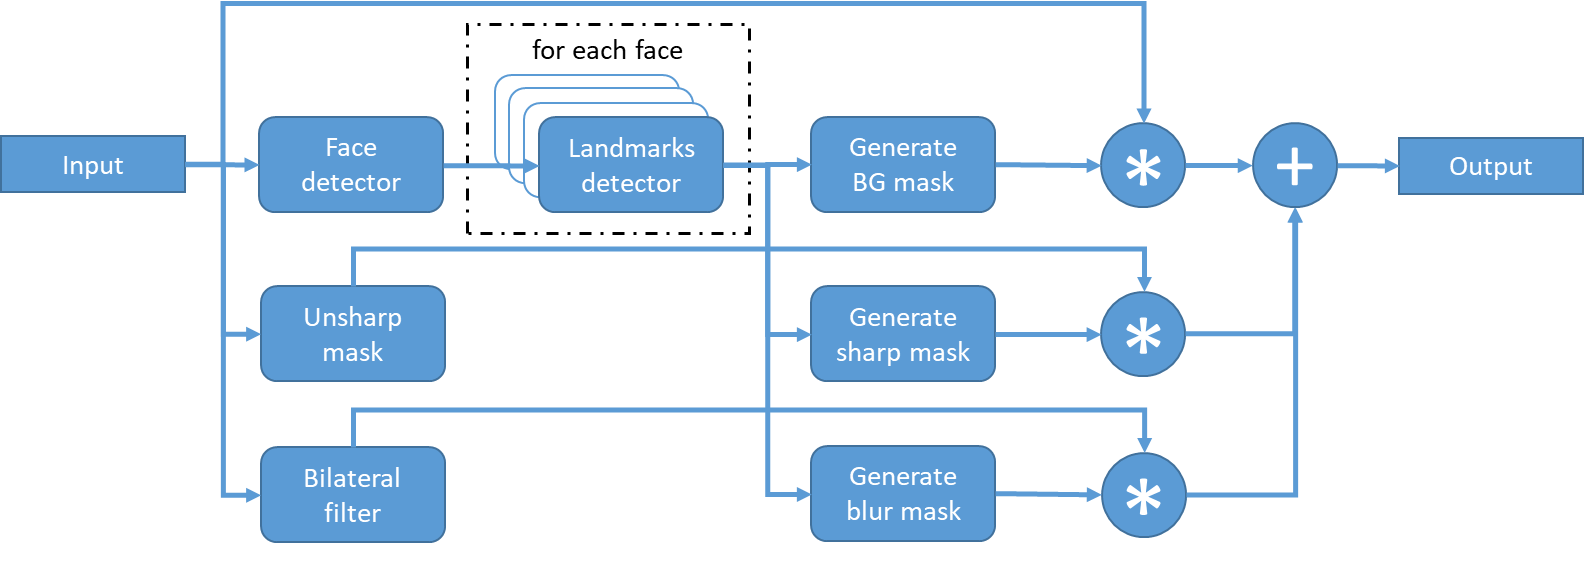 for each face
Input
Face
detector
Landmarks
detector
Generate
BG mask
*
+
Output
Unsharp
mask
Generate
sharp mask
*
Bilateral
filter
Generate
blur mask
*